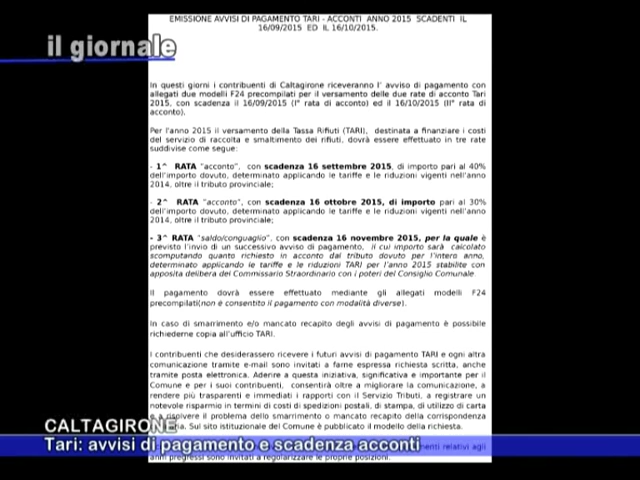 EMISSIONE AVVISI DI PAGAMENTO TARI - ACCONTI ANNO 2015 SCADENTI IL
16/09/2015 ED IL 16/10/2015.
il giornale
In questi giorni i contribuenti di Caltagirone riceveranno l' avviso di pagamento con
allegati due modelli F24 precompilati per il versamento delle due rate di acconto Tari
2015, con scadenza il 16/09/2015 (I° rata di acconto) ed il 16/10/2015 (II° rata di
acconto).
Per l'anno 2015 il versamento della Tassa Rifiuti (TARI), destinata a finanziare i costi
del servizio di raccolta e smaltimento dei rifiuti, dovrà essere effettuato in tre rate
suddivise come segue:
- 1^ RATA "acconto", con scadenza 16 settembre 2015, di importo pari al 40%
dell'importo dovuto, determinato applicando le tariffe e le riduzioni vigenti nell'anno
2014, oltre il tributo provinciale;
- 2^ RATA "acconto", con scadenza 16 ottobre 2015, di importo pari al 30%
dell'importo dovuto, determinato applicando le tariffe e le riduzioni vigenti nell'anno
2014, oltre il tributo provinciale;
- 3^ RATA "saldo/conguaglio", con scadenza 16 novembre 2015, per la quale è
previsto l'invio di un successivo avviso di pagamento, il cui importo sarà calcolato
scomputando quanto richiesto in acconto dal tributo dovuto per l'intero anno,
determinato applicando le tariffe e le riduzioni TARI per l'anno 2015 stabilite con
apposita delibera del Commissario Straordinario con i poteri del Consiglio Comunale.
Il pagamento dovrà essere effettuato mediante gli allegati modelli F24
precompilati(non è consentito il pagamento con modalità diverse).
In caso di smarrimento e/o mancato recapito degli avvisi di pagamento è possibile
richiederne copia all'ufficio TARI.
I contribuenti che desiderassero ricevere i futuri avvisi di pagamento TARI e ogni altra
comunicazione tramite e-mail sono invitati a farne espressa richiesta scritta, anche
tramite posta elettronica. Aderire a questa iniziativa, significativa e importante per il
Comune e per i suoi contribuenti, consentirà oltre a migliorare la comunicazione, a
rendere più trasparenti e immediati i rapporti con il Servizio Tributi, a registrare un
notevole risparmio in termini di costi di spedizioni postali, di stampa, di utilizzo di carta
e a risolvere il problema dello smarrimento o mancato recapito della corrispondenza
Sul sito istituzionale del Comune è pubblicato il modello della richiesta.
CALTAGIRONE
Tari: avvisi di pagamento e scadenza acconti
relativi agli
anni pregressi sono invitati a regolarizzare le proprie posizioni.